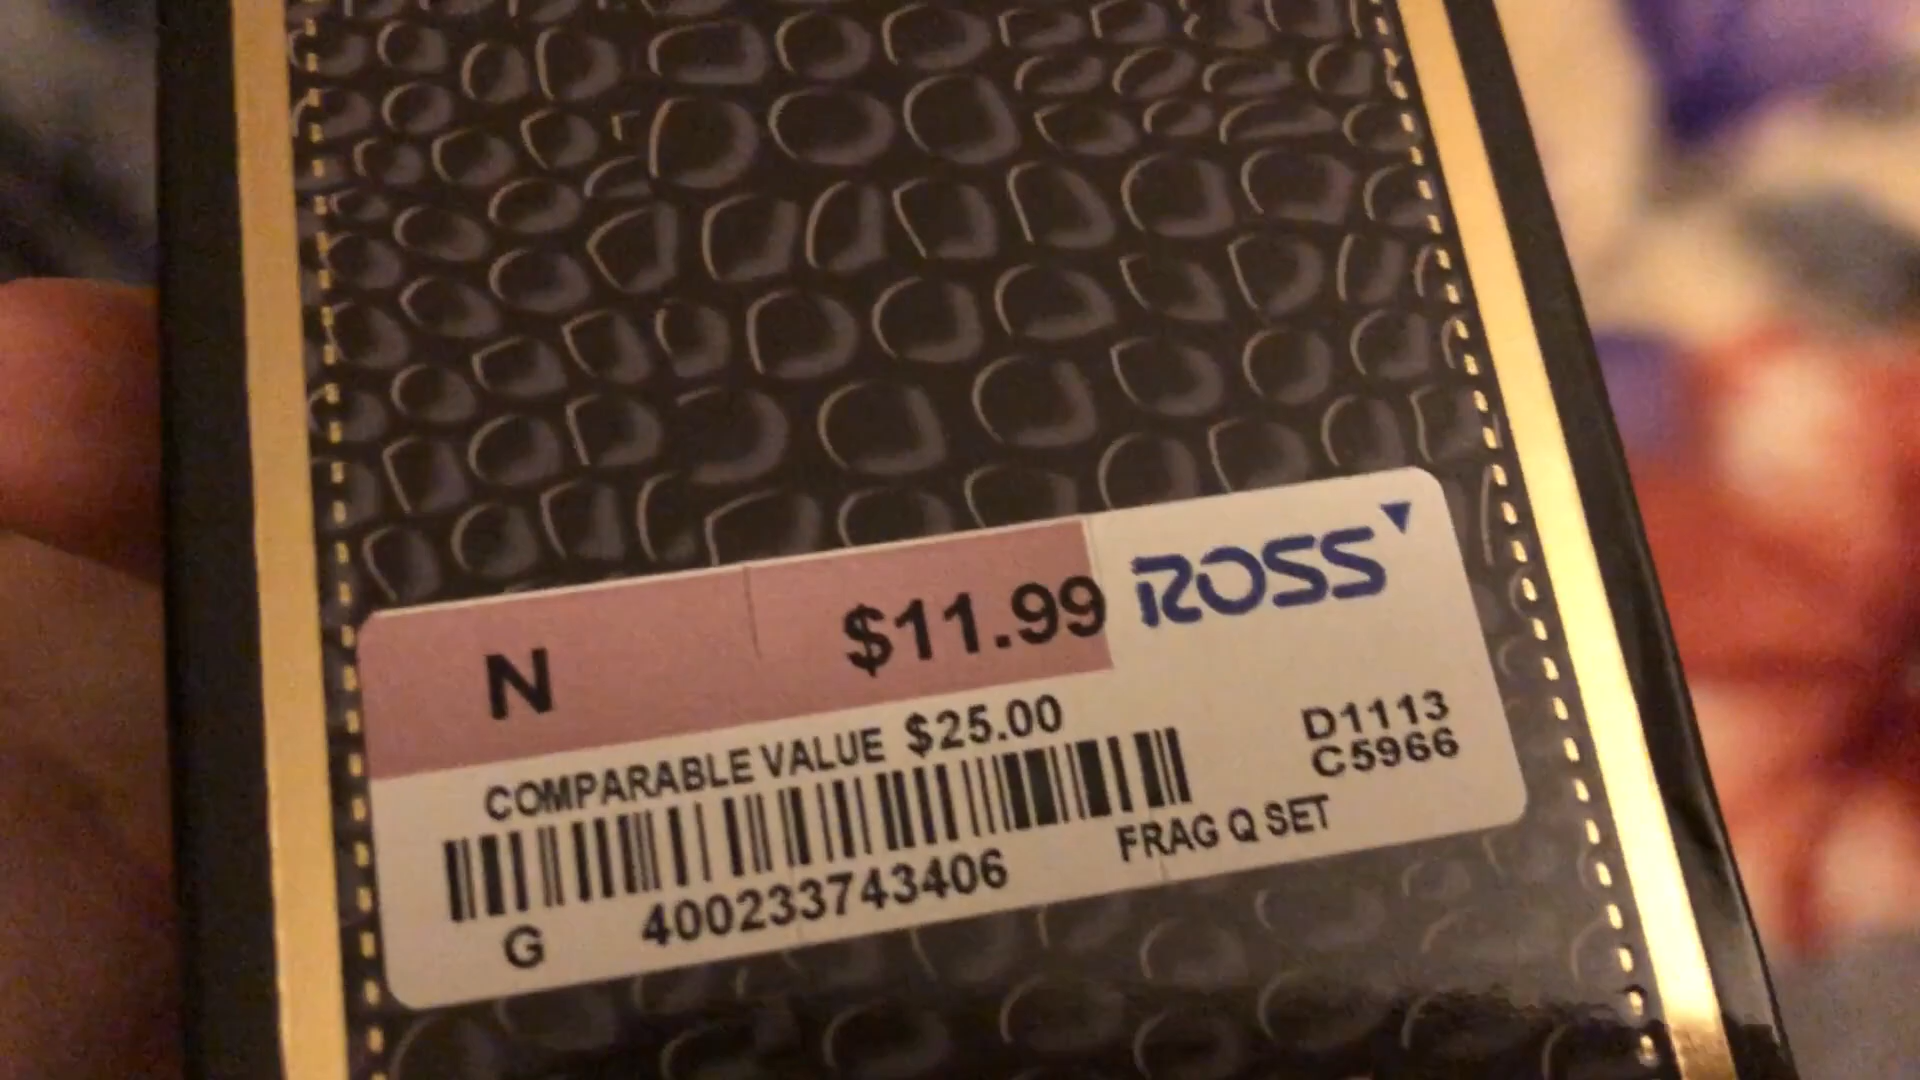 N $11.99 ROSS
COMPARABLE VALUE $25.00
D1113
C5966
FRAG Q SET
G 400233743406